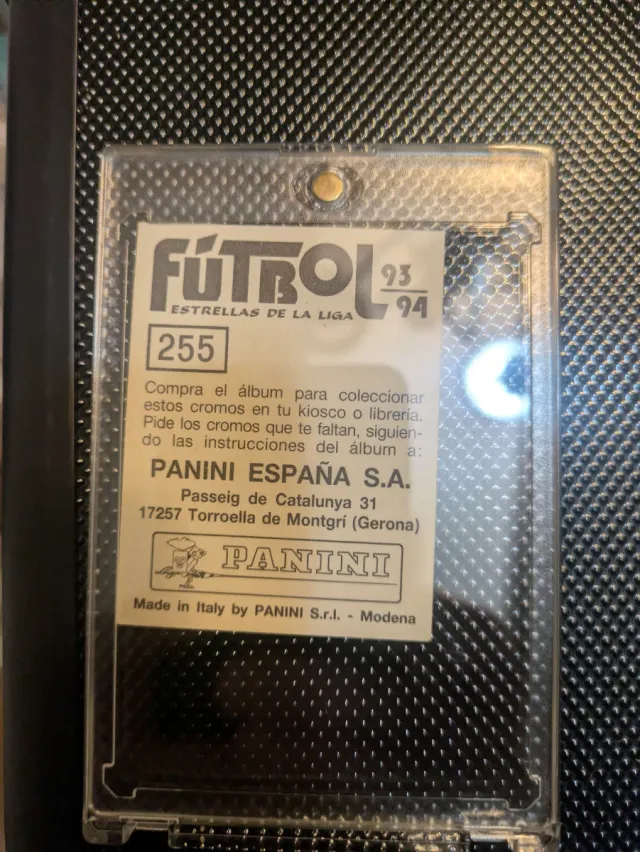 FÚTBOL 93/94
ESTRELLAS DE LA LIGA
255
Compra el álbum para coleccionar
estos cromos en tu kiosco o librería.
Pide los cromos que te faltan, siguien-
do las instrucciones del álbum a:
PANINI ESPAÑA S.A.
Passeig de Catalunya 31
17257 Torroella de Montgrí (Gerona)
PANINI
Made in Italy by PANINI S.r.l. - Modena